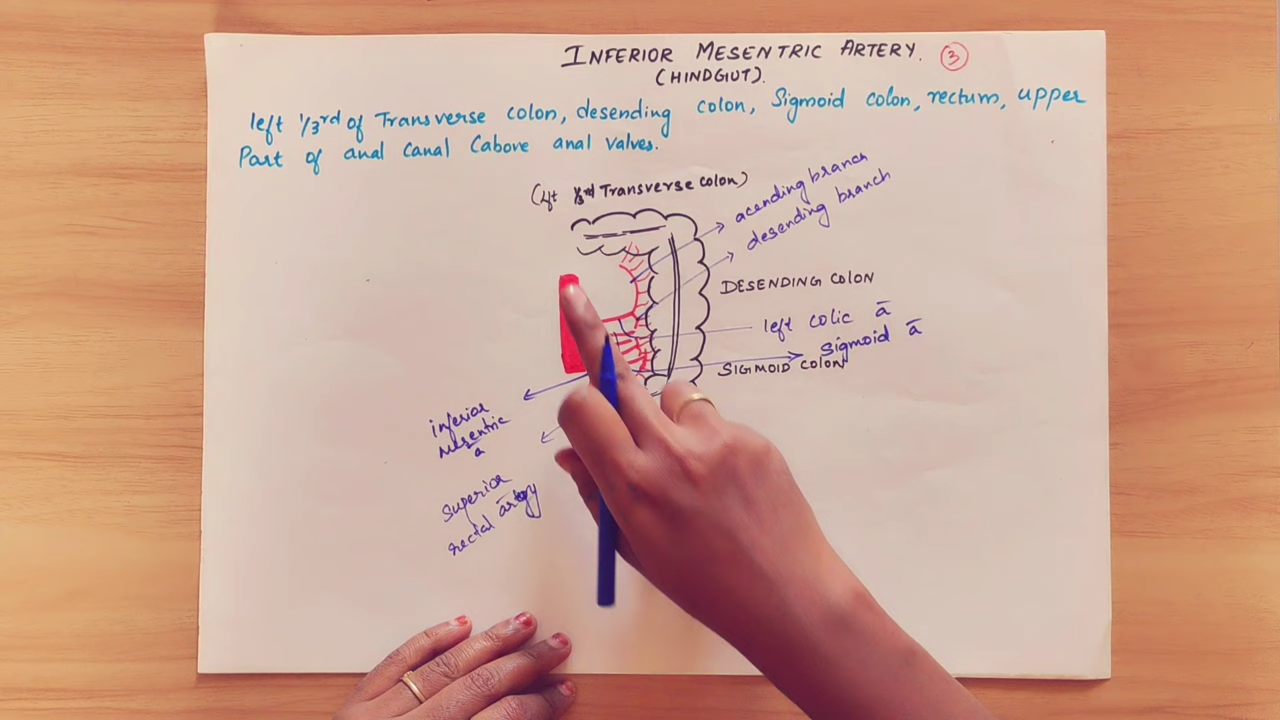 INFERIOR MESENTRIC ARTERY. 3
(HINDGUT).
left 1/3rd of Transverse colon, desending colon, Sigmoid colon, rectum, upper
Part of anal canal Cabove anal valves.
(lft 1/3rd Transverse colon)
acending branch
desending branch
DESENDING COLON
left colic a̅
Sigmoid a̅
SIGMOID COLON
inferior
mesentric
a
superior
rectal artery